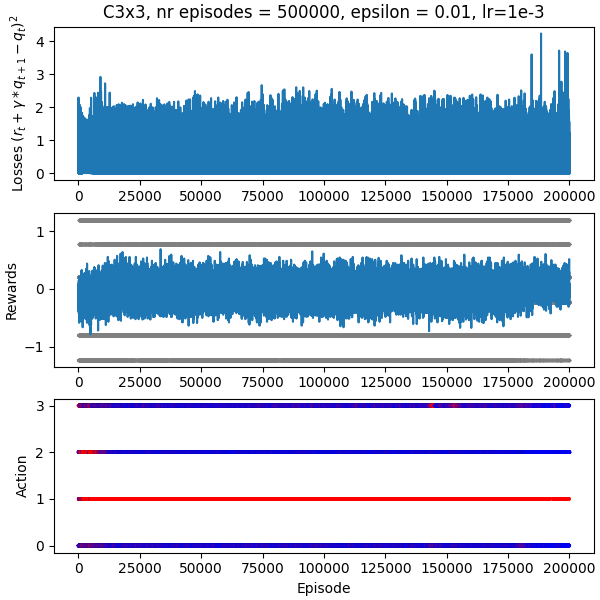 C3x3, nr episodes = 500000, epsilon = 0.01, lr=1e-3
Losses (r_t + γ * q_{t+1} − q_t)^2
4
3
2
1
0
0 25000 50000 75000 100000 125000 150000 175000 200000
Rewards
1
0
−1
0 25000 50000 75000 100000 125000 150000 175000 200000
Action
3
2
1
0
0 25000 50000 75000 100000 125000 150000 175000 200000
Episode